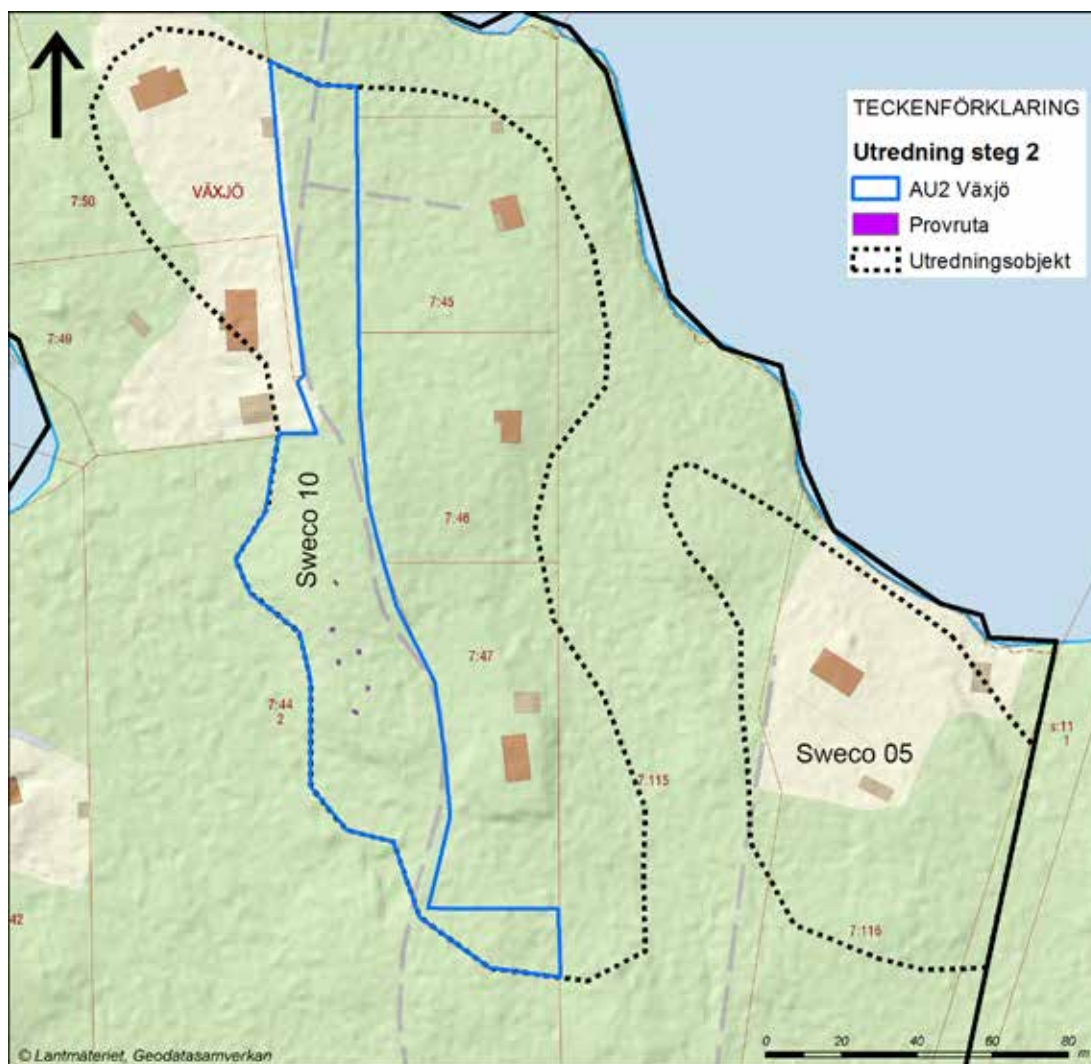 TECKENFÖRKLARING
Utredning steg 2
AU2 Växjö
Provruta
Utredningsobjekt
VÄXJÖ
7:50
7:45
7:49
Sweco 10
7:46
7:47
7:44
2
s:11
1
Sweco 05
7:115
7:116
42
0 20 40 60 80
m
© Lantmäteriet, Geodatasamverkan